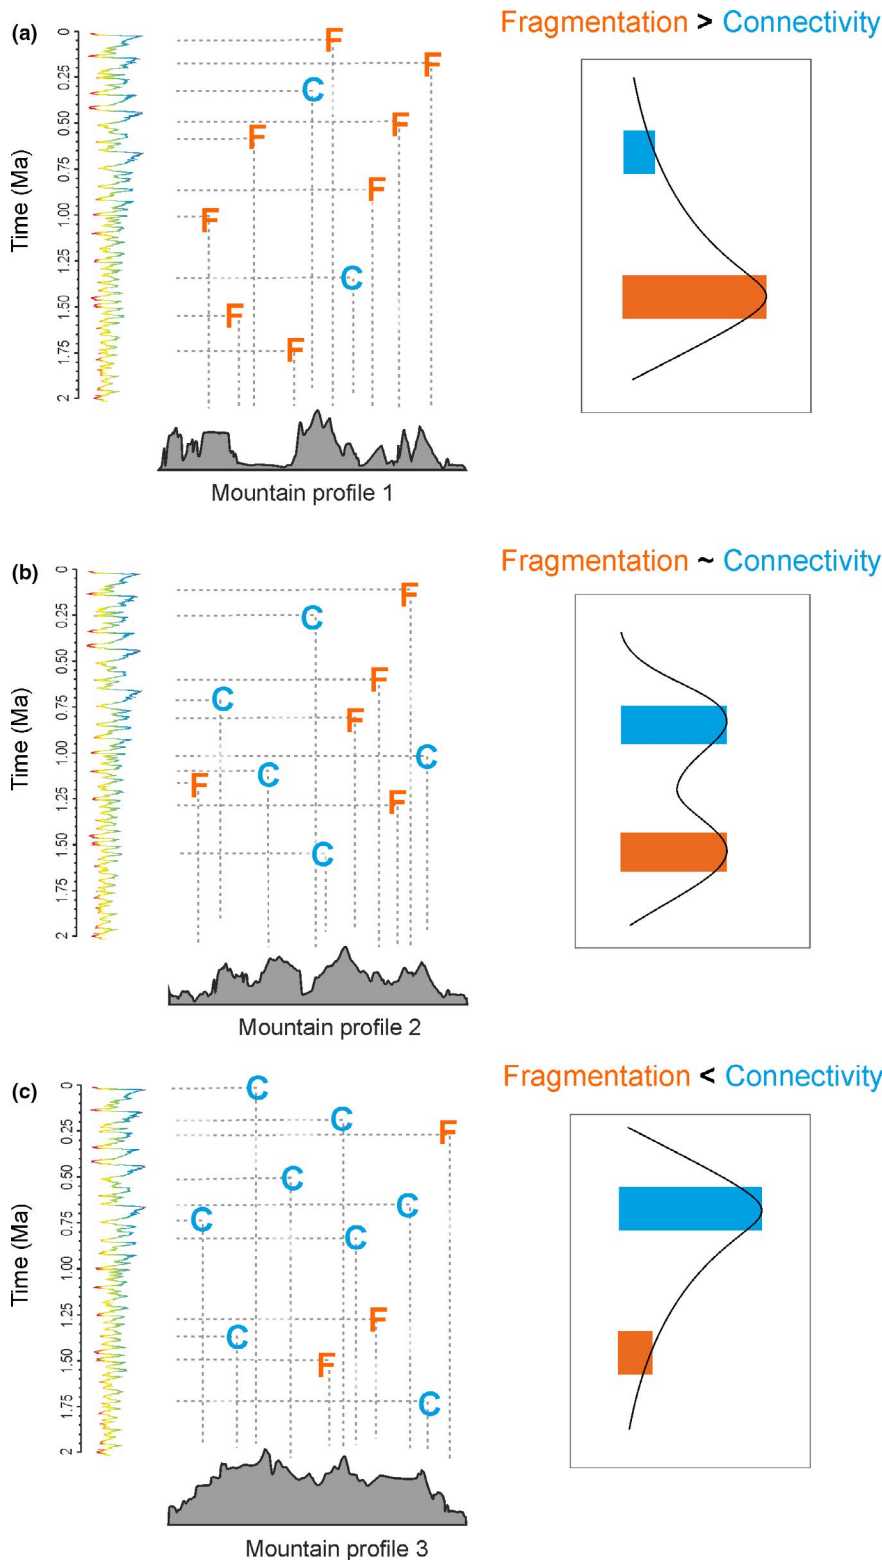 (a)
Fragmentation > Connectivity
Time (Ma)
0
0.25
0.50
0.75
1.00
1.25
1.50
1.75
2
F
F
C
F
F
F
F
C
F
F
Mountain profile 1
(b)
Fragmentation ~ Connectivity
Time (Ma)
0
0.25
0.50
0.75
1.00
1.25
1.50
1.75
2
F
C
F
C
F
C
C
F
F
C
Mountain profile 2
(c)
Fragmentation < Connectivity
Time (Ma)
0
0.25
0.50
0.75
1.00
1.25
1.50
1.75
2
C
C
F
C
C
C
C
F
C
F
C
Mountain profile 3